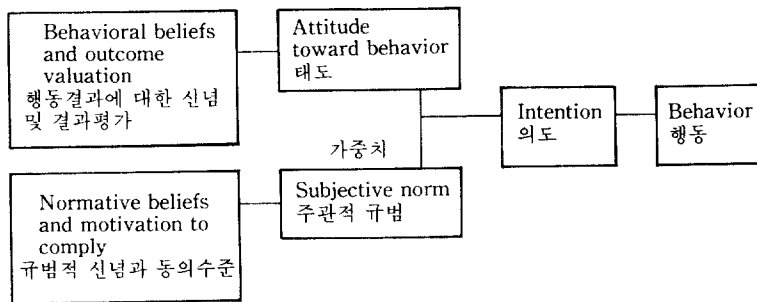 Behavioral beliefs
and outcome
valuation
행동결과에 대한 신념
및 결과평가
Attitude
toward behavior
태도
Intention
의도
Behavior
행동
가중치
Normative beliefs
and motivation to
comply
규범적 신념과 동의수준
Subjective norm
주관적 규범